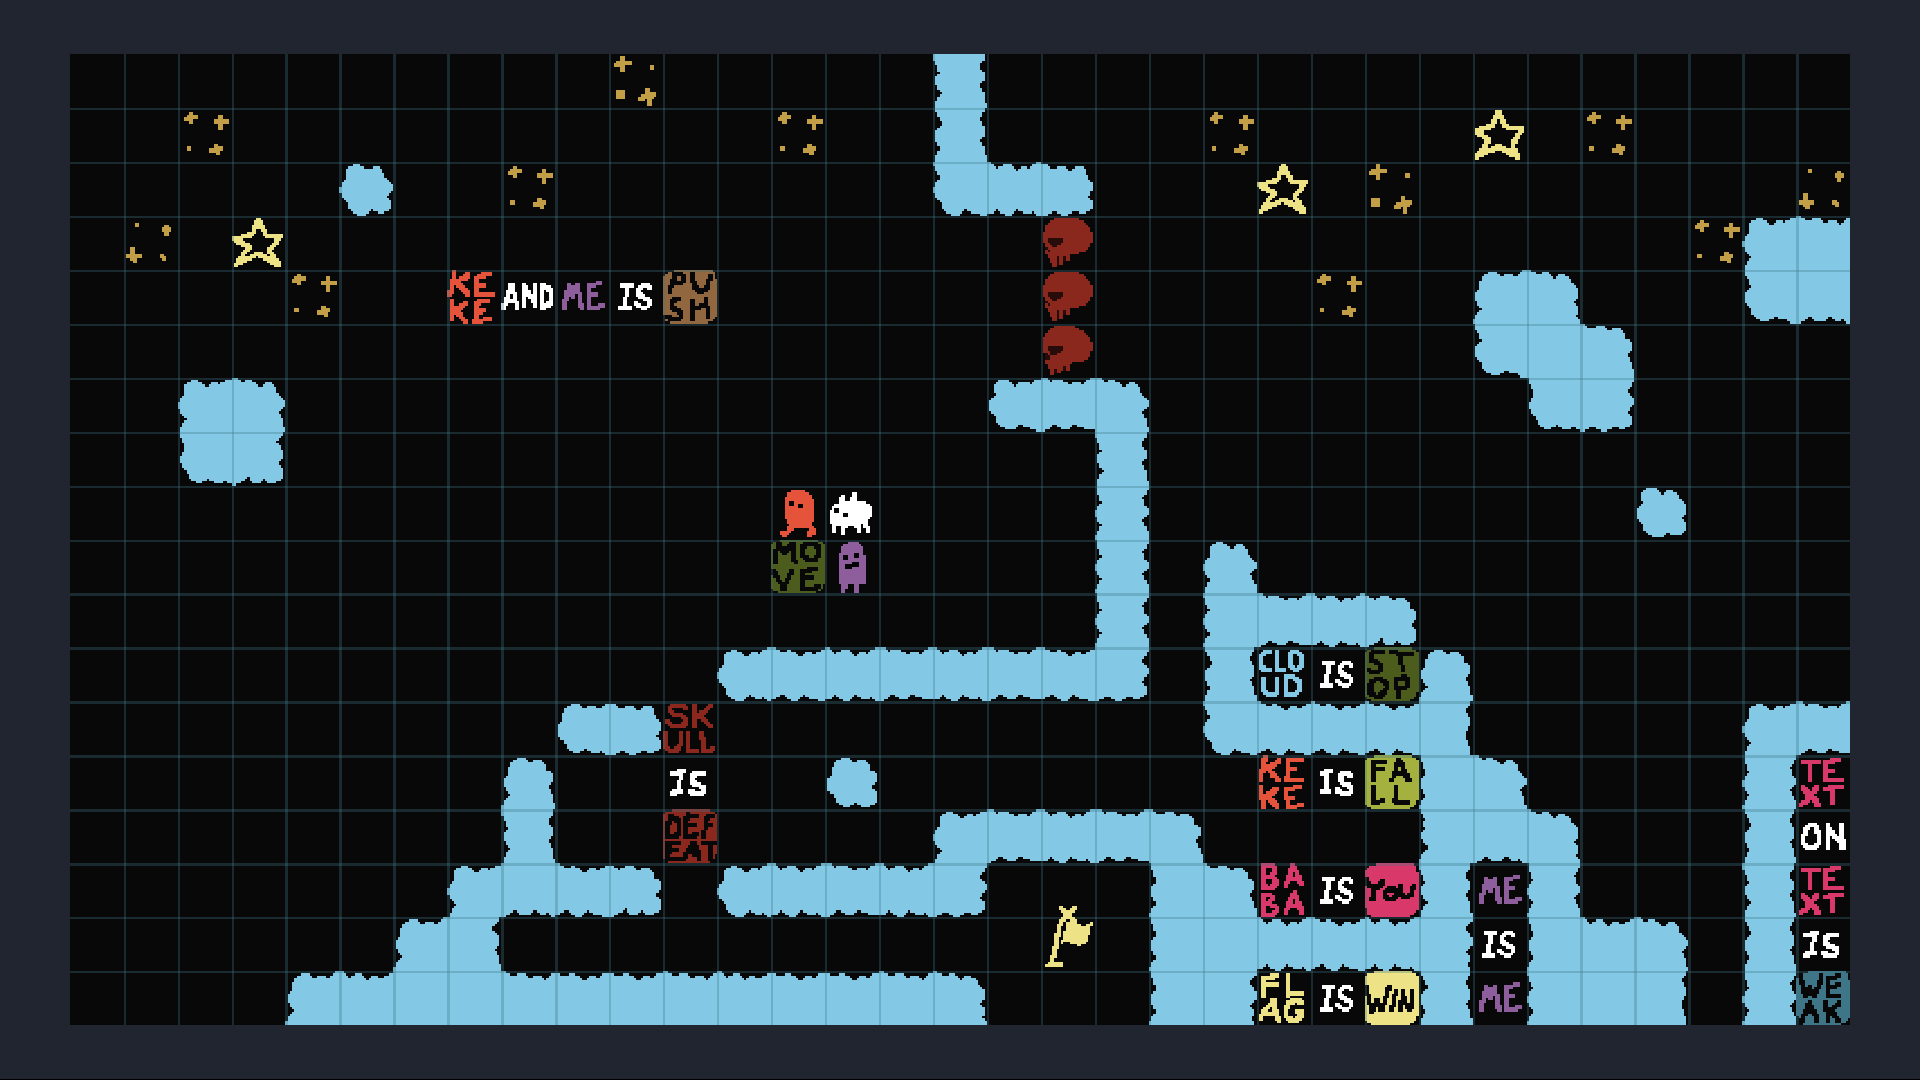 KEKE AND ME IS PUSH
MOVE
CLOUD IS STOP
SKULL IS DEFEAT
KEKE IS FALL
BABA IS YOU
FLAG IS WIN
ME IS ME
TEXT ON TEXT IS WEAK